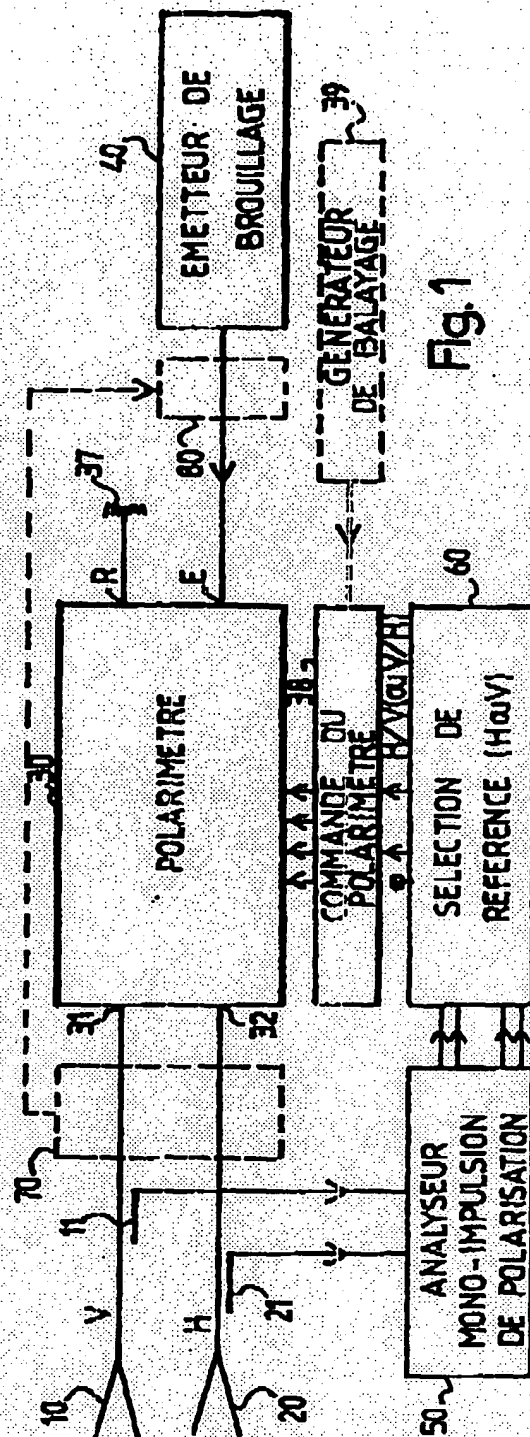 10
V
11
70
31
30
POLARIMETRE
R
37
E
80
40
EMETTEUR DE
BROUILLAGE
20
H
21
32
38
COMMANDE DU
POLARIMETRE
GENERATEUR
DE BALAYAGE
39
H/V(ou V/H)
50
ANALYSEUR
MONO-IMPULSION
DE POLARISATION
SELECTION DE
REFERENCE (HouV)
60
Fig. 1